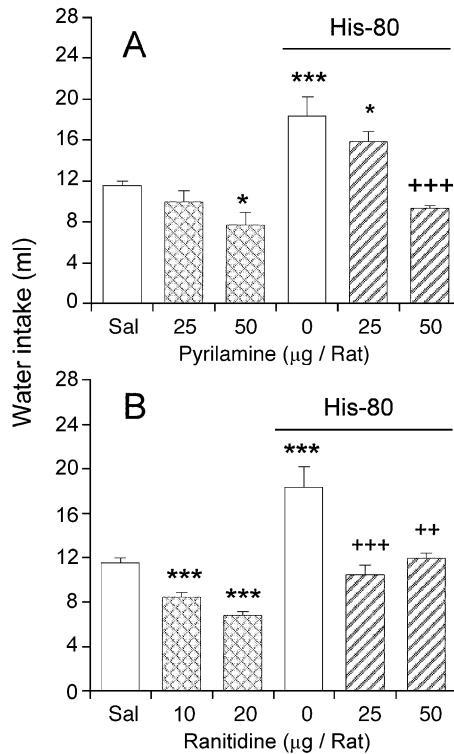 28
A
His-80
24
***
20
*
16
+++
12
*
8
4
0
Sal 25 50 0 25 50
Pyrilamine (µg / Rat)
Water intake (ml)
28
B
His-80
24
***
20
16
+++ ++
12
*** ***
8
4
0
Sal 10 20 0 25 50
Ranitidine (µg / Rat)